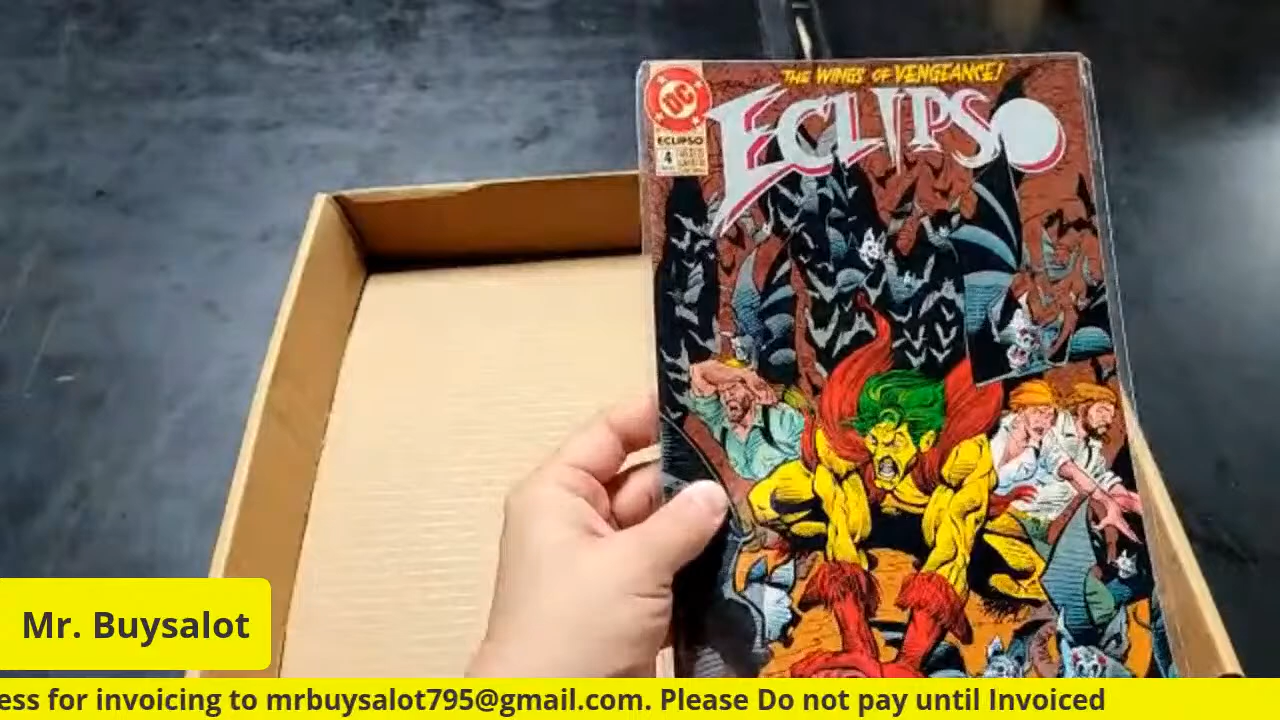 THE WINGS OF VENGEANCE!
DC
ECLIPSO
ECLIPSO
4
Mr. Buysalot
ess for invoicing to mrbuysalot795@gmail.com. Please Do not pay until Invoiced